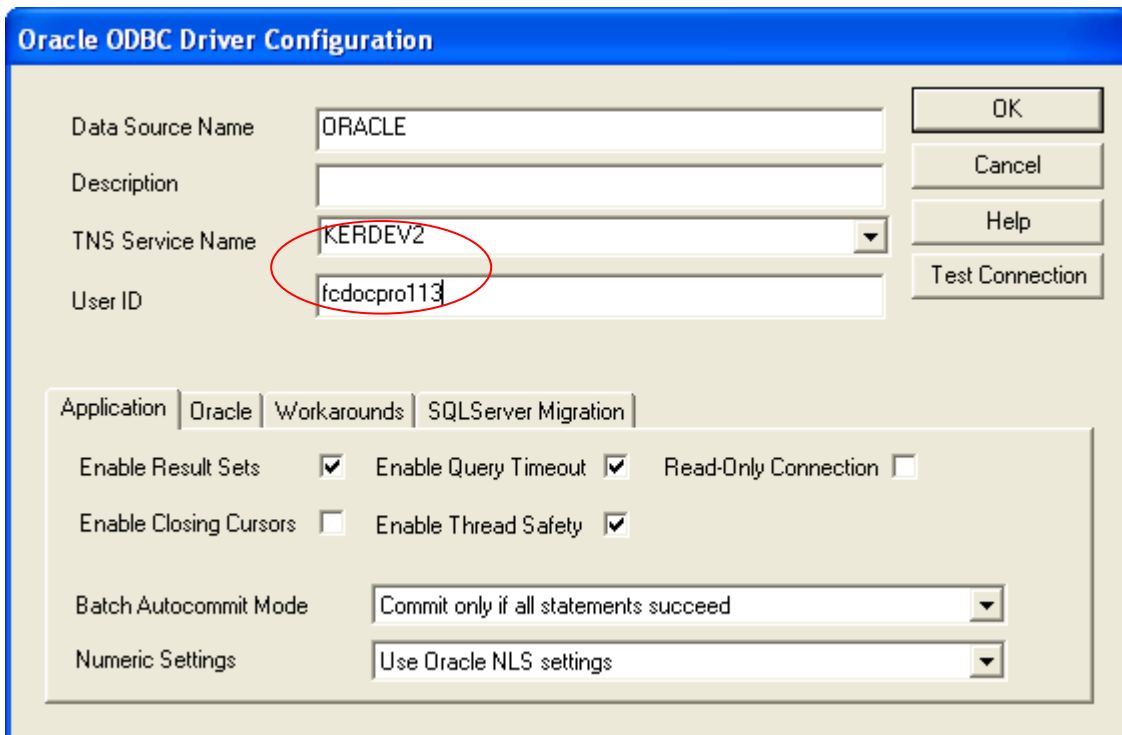 Oracle ODBC Driver Configuration
Data Source Name ORACLE OK
Description Cancel
TNS Service Name KERDEV2 Help
User ID fcdocpro113 Test Connection
Application Oracle Workarounds SQLServer Migration
Enable Result Sets Enable Query Timeout Read-Only Connection
Enable Closing Cursors Enable Thread Safety
Batch Autocommit Mode Commit only if all statements succeed
Numeric Settings Use Oracle NLS settings